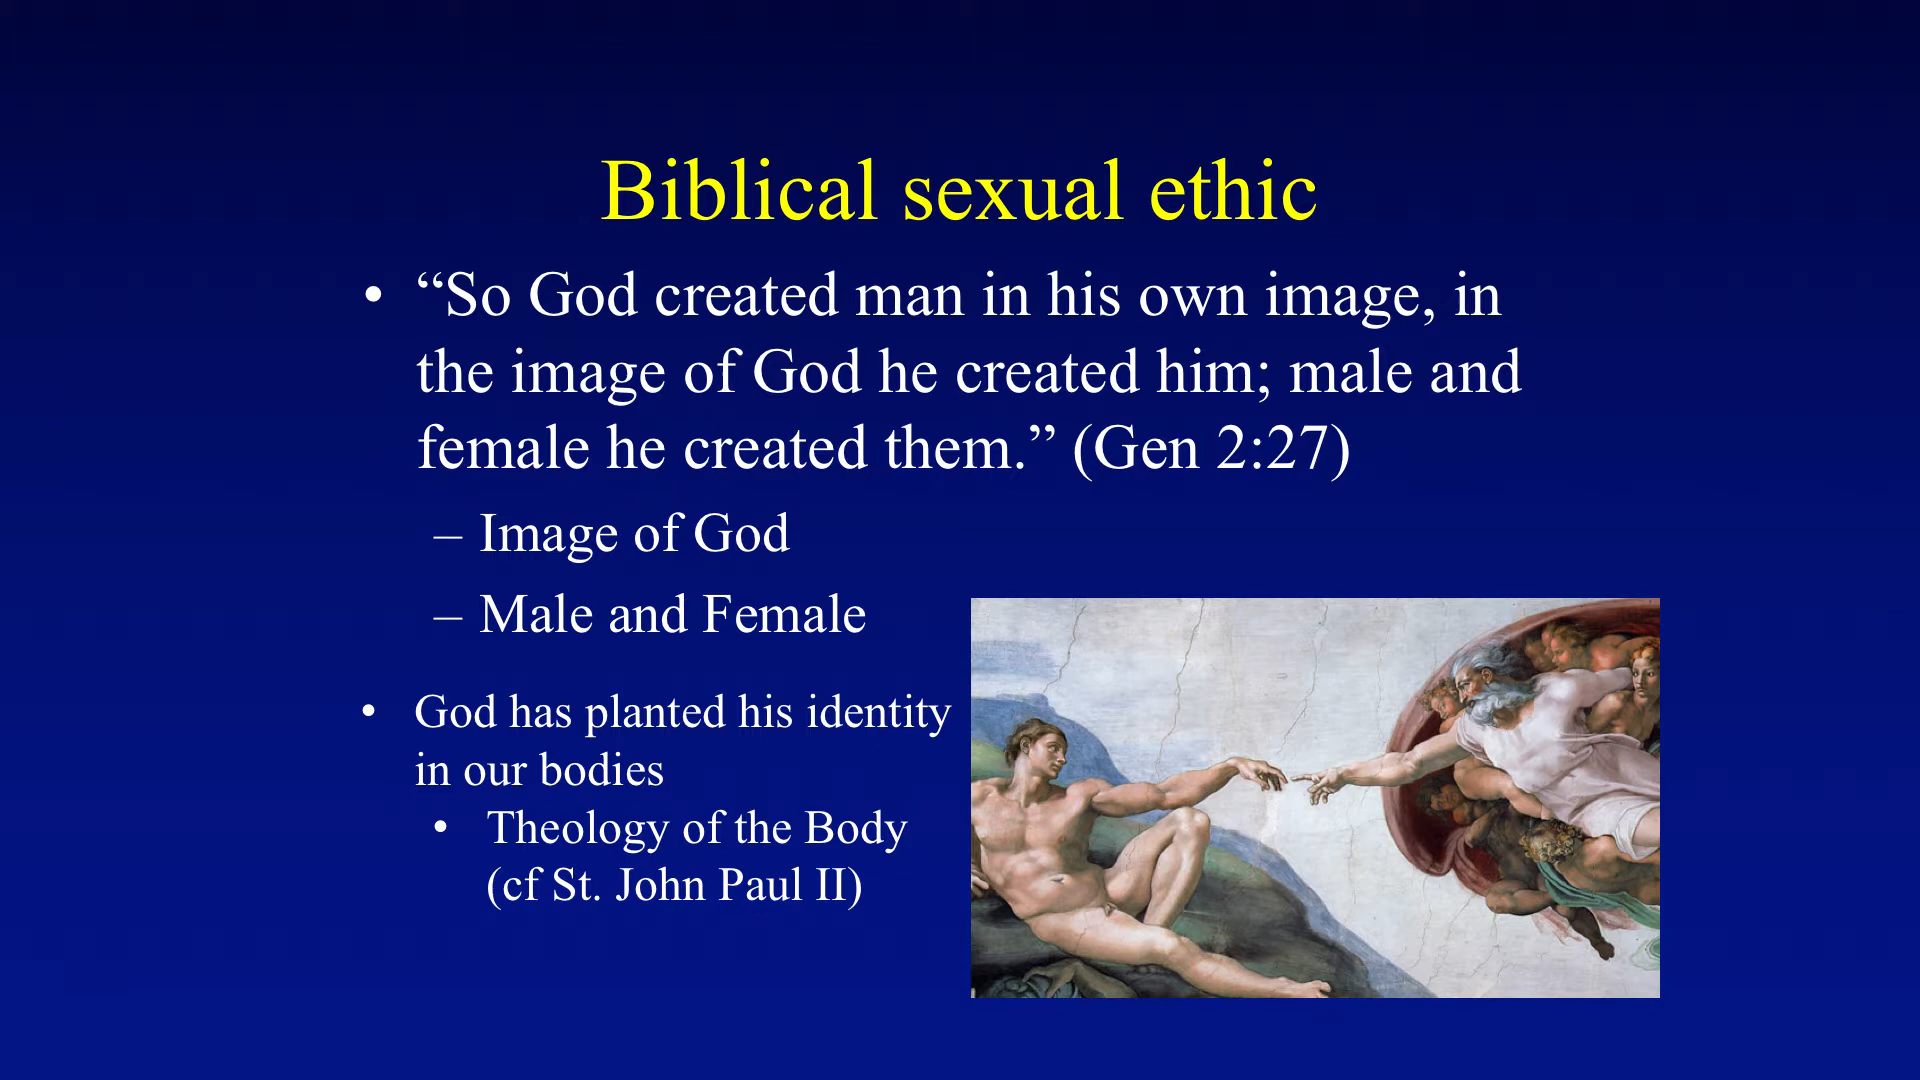 Biblical sexual ethic
• “So God created man in his own image, in
the image of God he created him; male and
female he created them.” (Gen 2:27)
– Image of God
– Male and Female
• God has planted his identity
in our bodies
• Theology of the Body
(cf St. John Paul II)